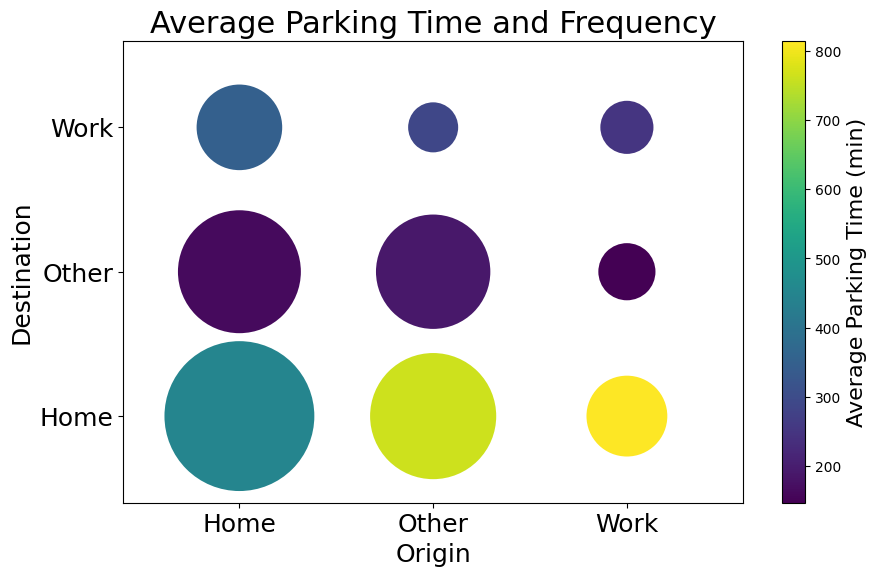 Average Parking Time and Frequency
Destination
Work
Other
Home
Home Other Work
Origin
800
700
600
500
400
300
200
Average Parking Time (min)